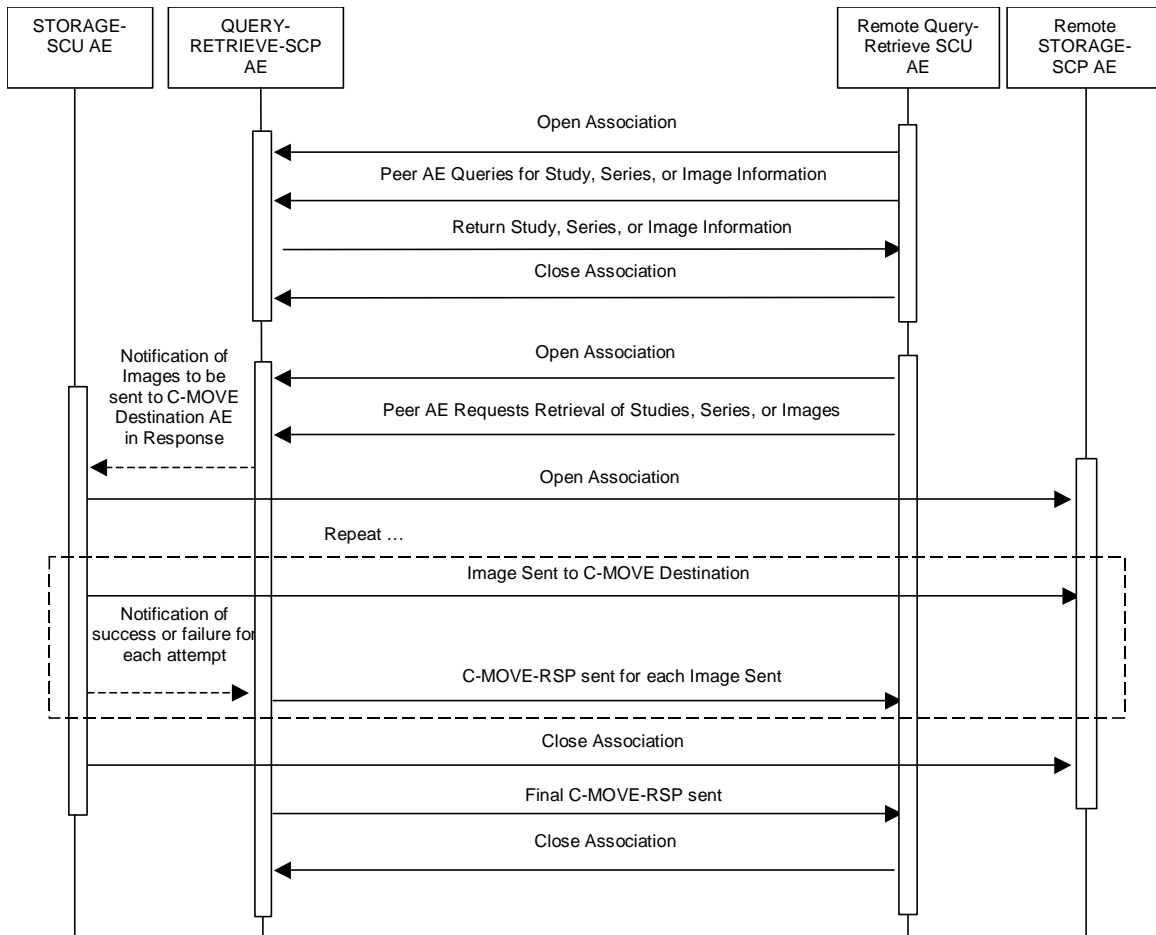 STORAGE-
SCU AE
QUERY-
RETRIEVE-SCP
AE
Remote Query-
Retrieve SCU
AE
Remote
STORAGE-
SCP AE
Open Association
Peer AE Queries for Study, Series, or Image Information
Return Study, Series, or Image Information
Close Association
Open Association
Notification of
Images to be
sent to C-MOVE
Destination AE
in Response
Peer AE Requests Retrieval of Studies, Series, or Images
Open Association
Repeat …
Image Sent to C-MOVE Destination
Notification of
success or failure for
each attempt
C-MOVE-RSP sent for each Image Sent
Close Association
Final C-MOVE-RSP sent
Close Association